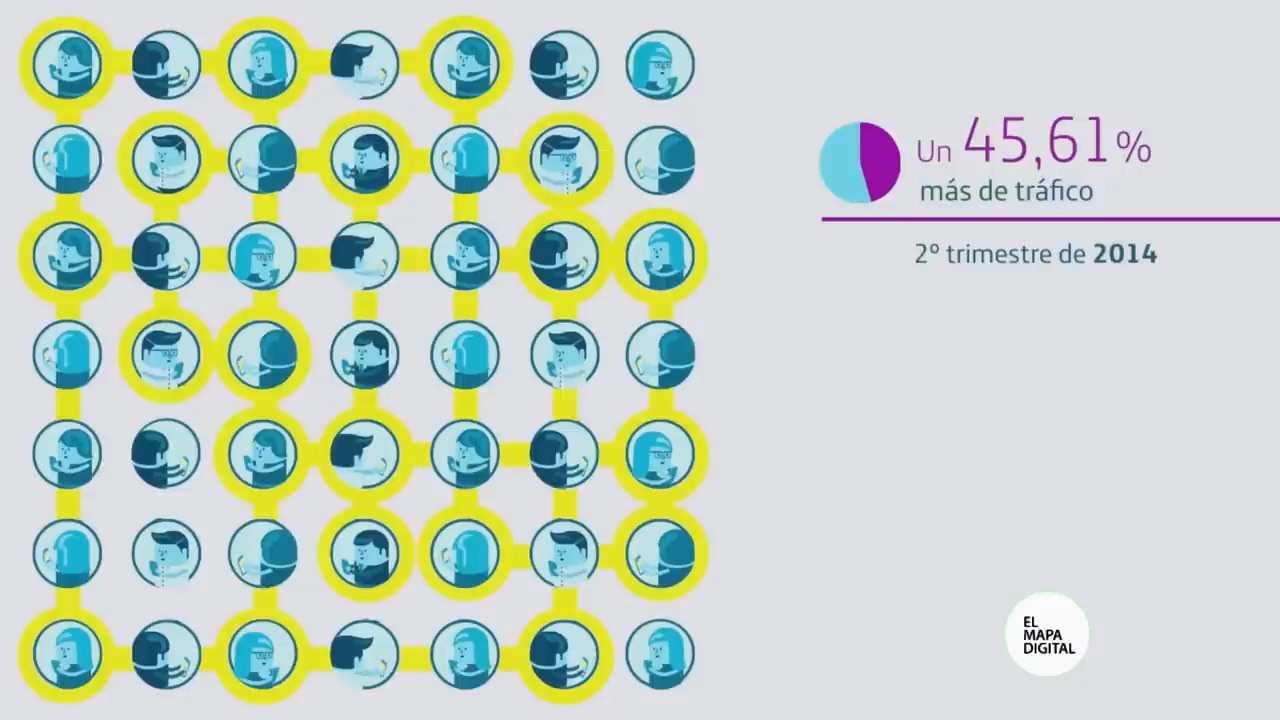 Un 45,61%
más de tráfico
2º trimestre de 2014
EL
MAPA
DIGITAL